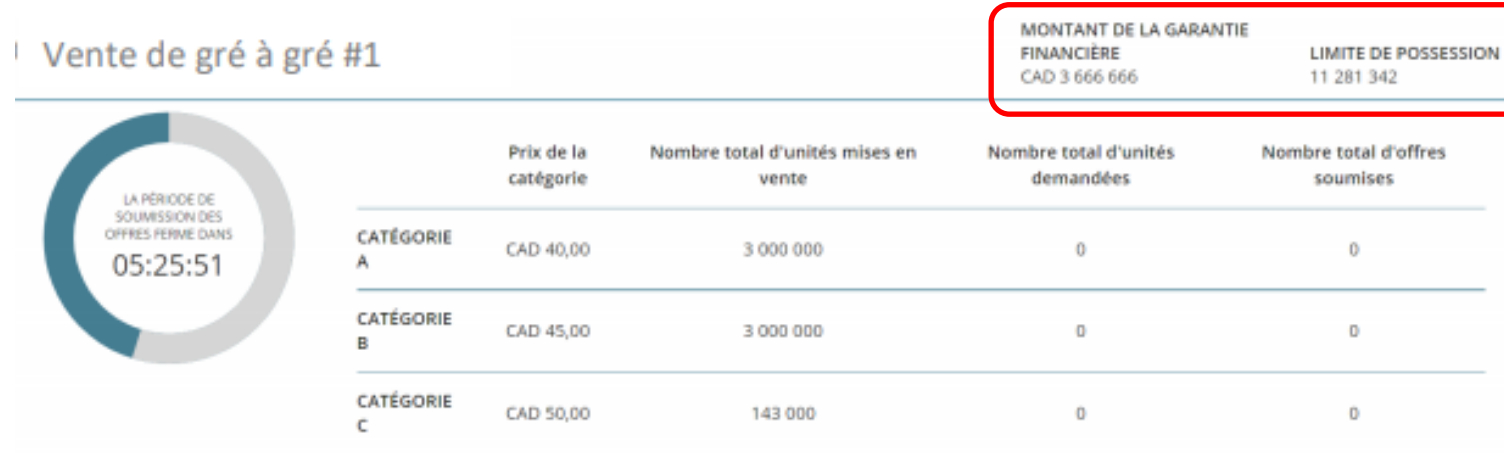 Vente de gré à gré #1
MONTANT DE LA GARANTIE
FINANCIÈRE
CAD 3 666 666
LIMITE DE POSSESSION
11 281 342
LA PÉRIODE DE
SOUMISSION DES
OFFRES FERME DANS
05:25:51
Prix de la
catégorie
Nombre total d'unités mises en
vente
Nombre total d'unités
demandées
Nombre total d'offres
soumises
CATÉGORIE
A
CAD 40,00
3 000 000
0
0
CATÉGORIE
B
CAD 45,00
3 000 000
0
0
CATÉGORIE
C
CAD 50,00
143 000
0
0